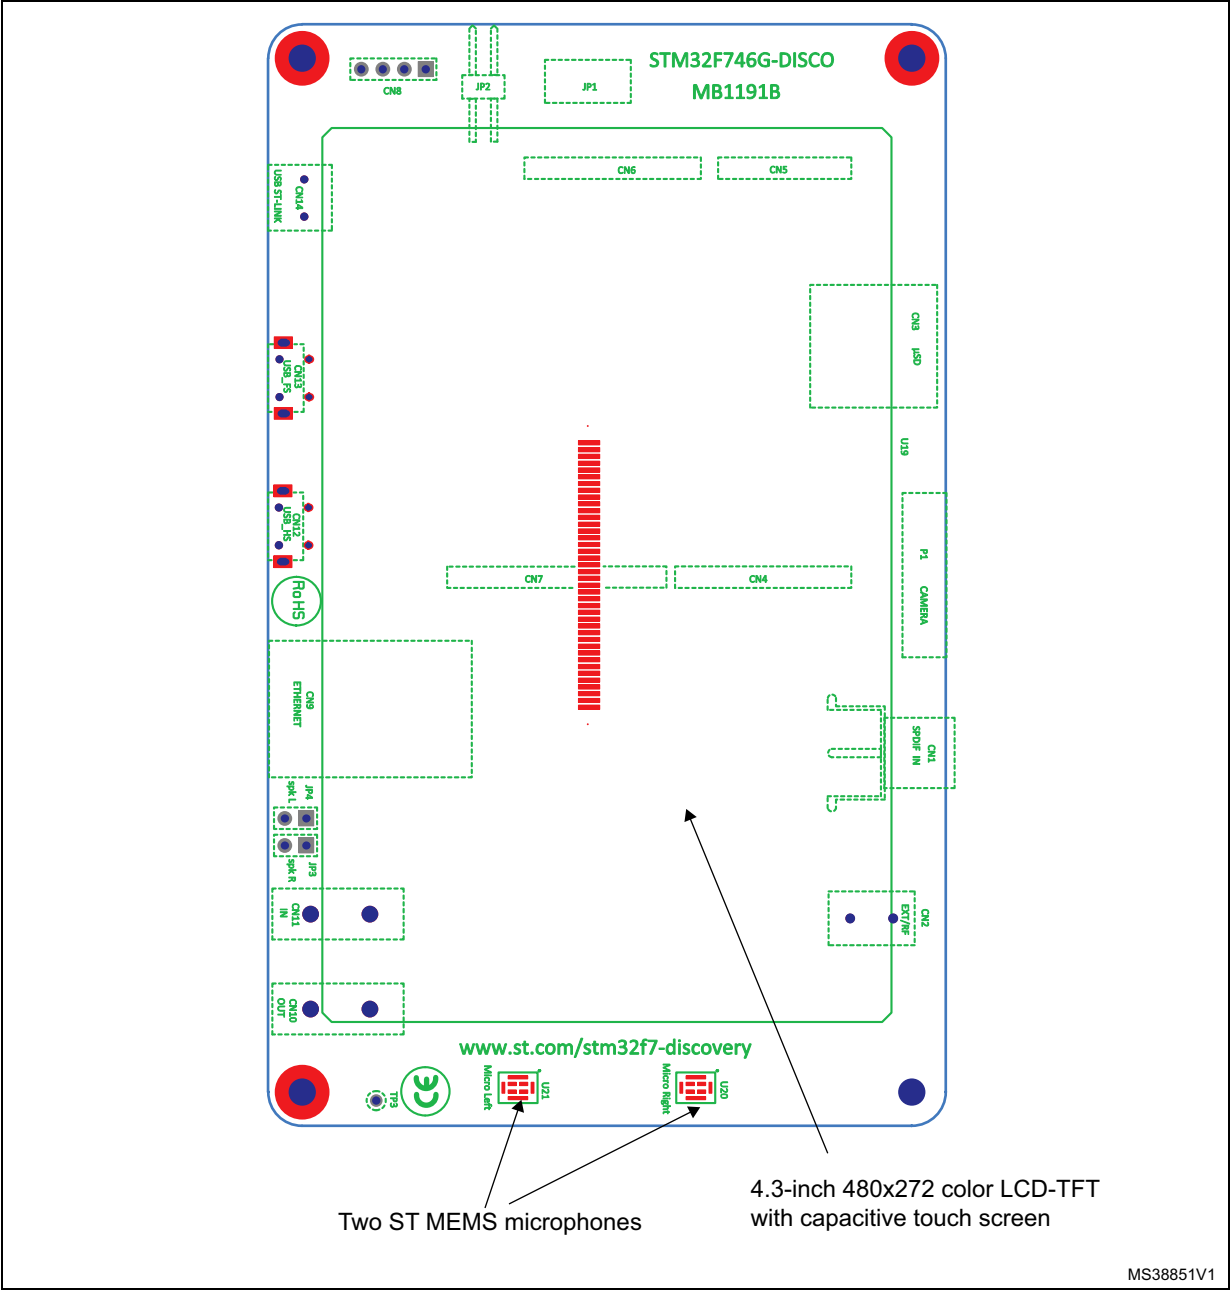 STM32F746G-DISCO
MB1191B
CN8
JP2
JP1
CN6
CN5
CN14
USB ST-LINK
CN3
µSD
CN13
USB_FS
U19
CN12
USB_HS
P1
CAMERA
CN7
CN4
RoHS
CN9
ETHERNET
CN1
SPDIF IN
JP4
spk L
JP3
spk R
CN11
IN
CN2
EXT/RF
CN10
OUT
www.st.com/stm32f7-discovery
TP3
CE
Micro Left
U21
Micro Right
U20
Two ST MEMS microphones
4.3-inch 480x272 color LCD-TFT
with capacitive touch screen
MS38851V1